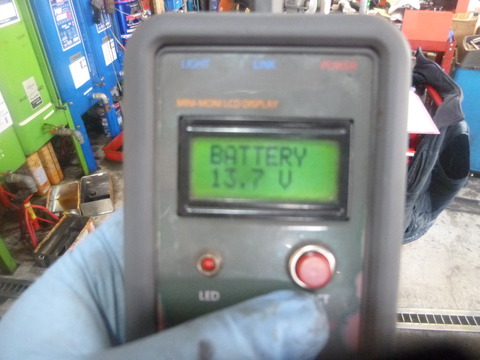 LIGHT LINK POWER
MINI-MONI LCD DISPLAY
BATTERY
13.7 V
LED